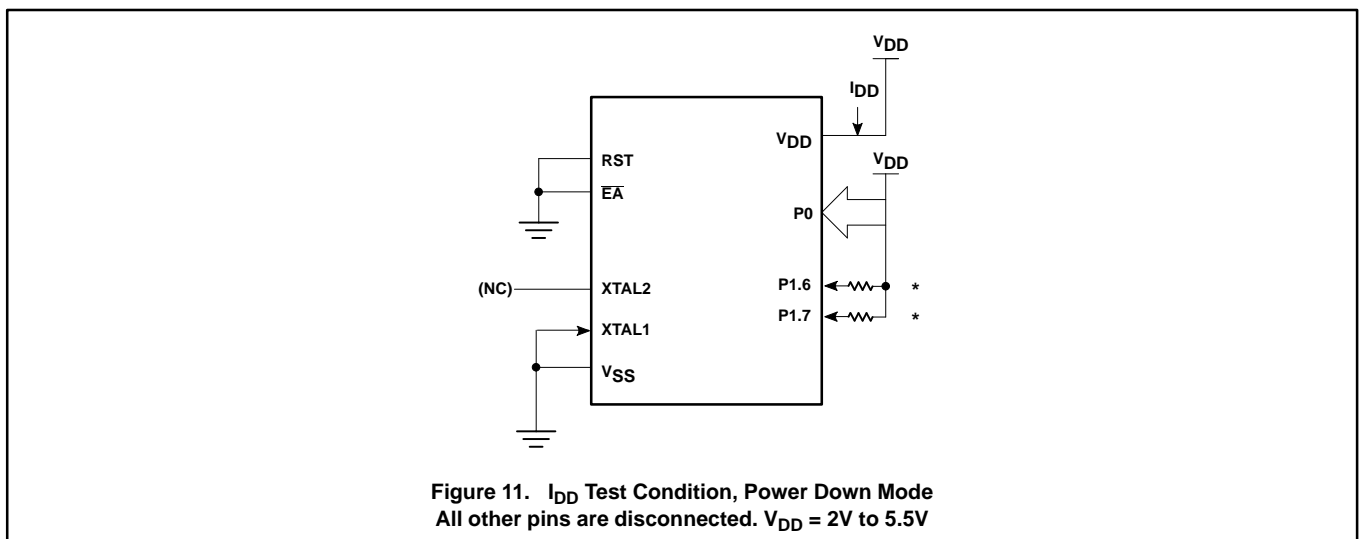 VDD
IDD
VDD
VDD
RST
EA
P0
(NC)
XTAL2
P1.6 *
XTAL1
P1.7 *
VSS
Figure 11. IDD Test Condition, Power Down Mode
All other pins are disconnected. VDD = 2V to 5.5V